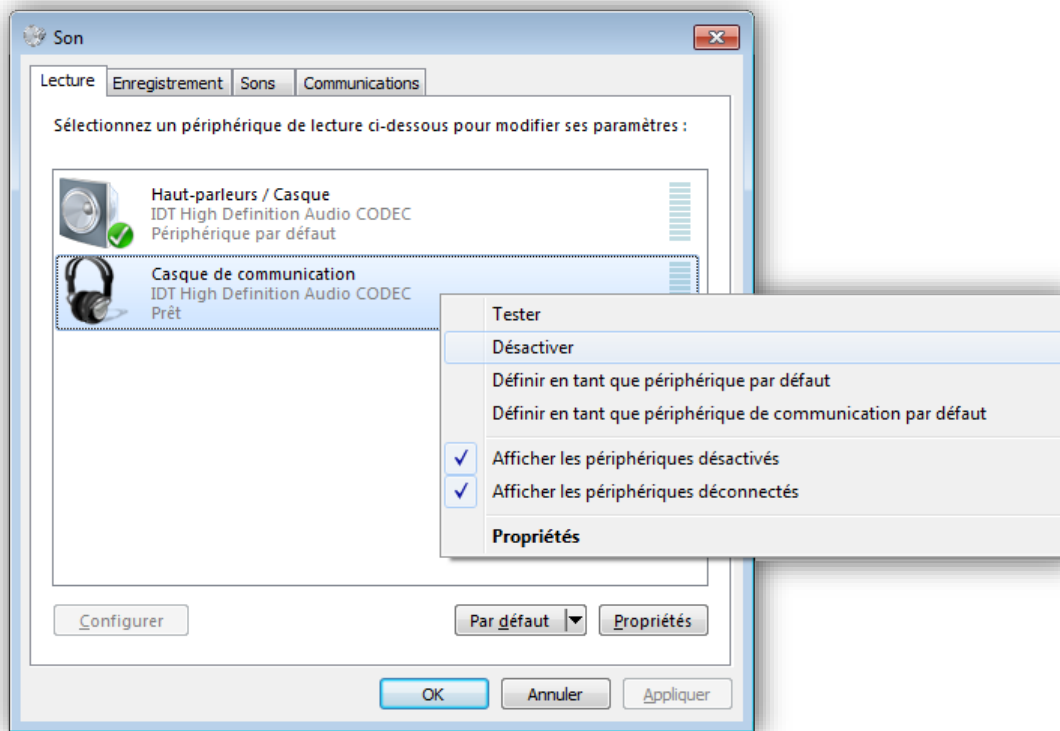 Son
Lecture Enregistrement Sons Communications
Sélectionnez un périphérique de lecture ci-dessous pour modifier ses paramètres :
Haut-parleurs / Casque
IDT High Definition Audio CODEC
Périphérique par défaut
Casque de communication
IDT High Definition Audio CODEC
Prêt
Tester
Désactiver
Définir en tant que périphérique par défaut
Définir en tant que périphérique de communication par défaut
Afficher les périphériques désactivés
Afficher les périphériques déconnectés
Propriétés
Configurer Par défaut Propriétés
OK Annuler Appliquer